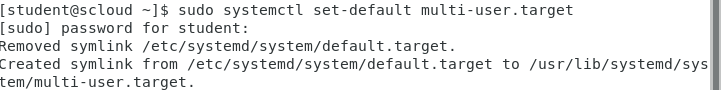 [student@scloud ~]$ sudo systemctl set-default multi-user.target
[sudo] password for student:
Removed symlink /etc/systemd/system/default.target.
Created symlink from /etc/systemd/system/default.target to /usr/lib/systemd/sys
tem/multi-user.target.